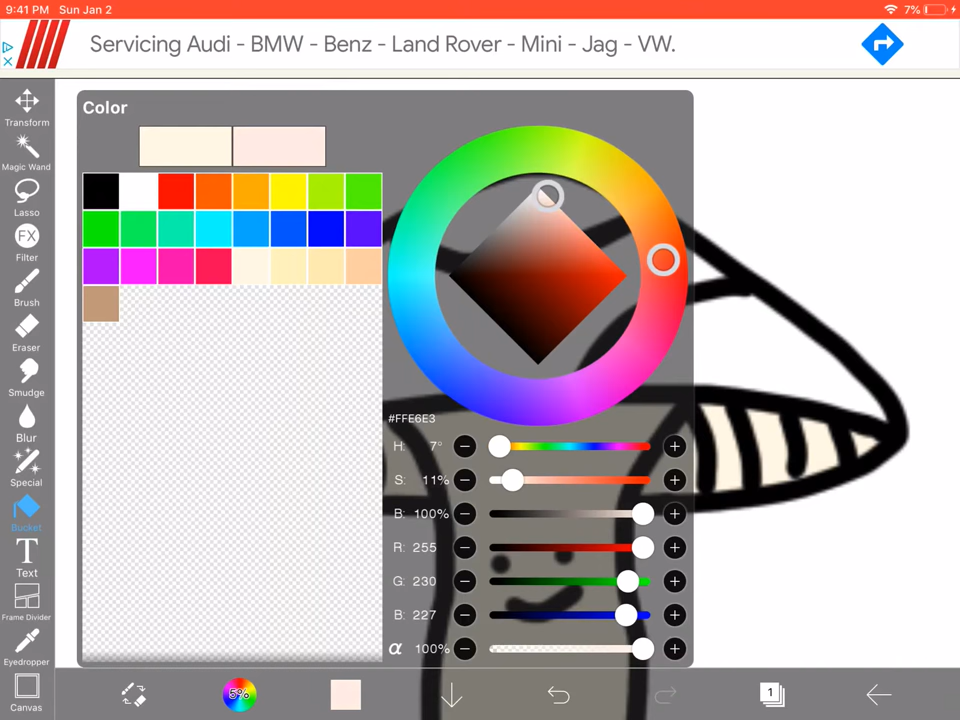 9:41 PM Sun Jan 2
7%
Servicing Audi - BMW - Benz - Land Rover - Mini - Jag - VW.
Transform
Magic Wand
Lasso
FX
Filter
Brush
Eraser
Smudge
Blur
Special
Bucket
T
Text
Frame Divider
Eyedropper
Canvas
Color
#FFE6E3
H: 7°
S: 11%
B: 100%
R: 255
G: 230
B: 227
α 100%
5%
1